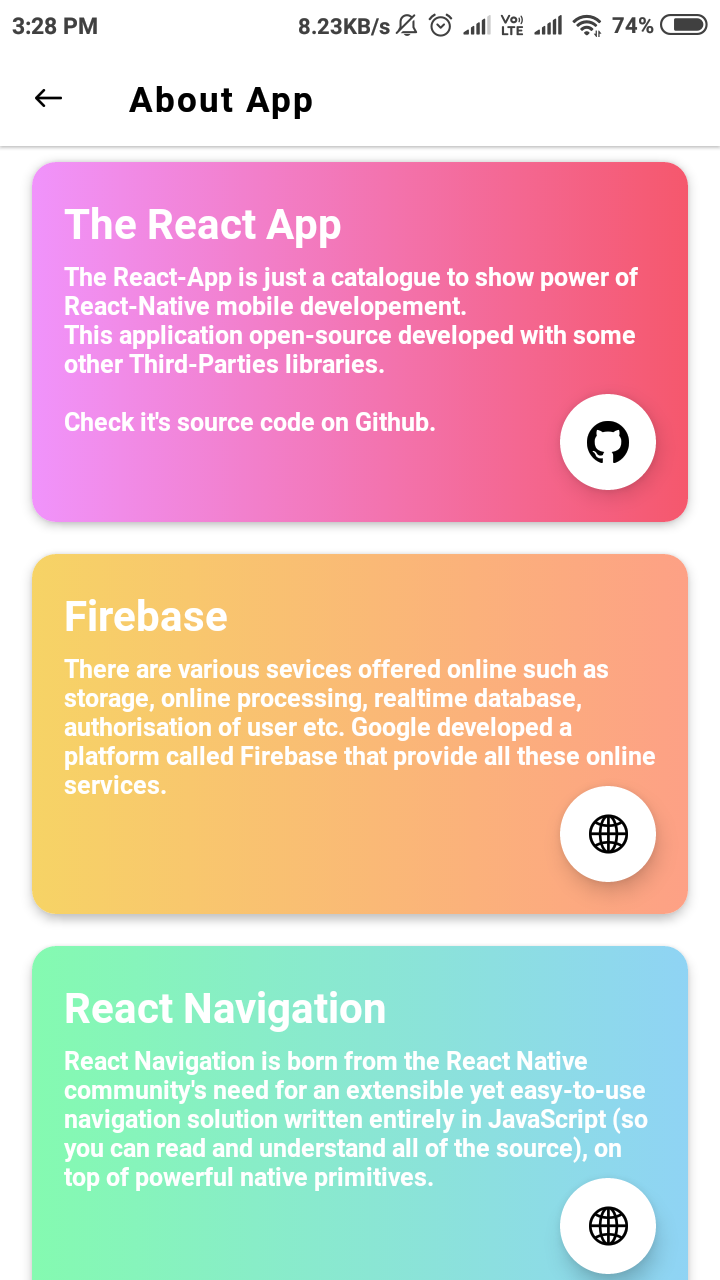 3:28 PM 8.23KB/s Vo LTE 74%
About App
The React App
The React-App is just a catalogue to show power of
React-Native mobile developement.
This application open-source developed with some
other Third-Parties libraries.
Check it's source code on Github.
Firebase
There are various sevices offered online such as
storage, online processing, realtime database,
authorisation of user etc. Google developed a
platform called Firebase that provide all these online
services.
React Navigation
React Navigation is born from the React Native
community's need for an extensible yet easy-to-use
navigation solution written entirely in JavaScript (so
you can read and understand all of the source), on
top of powerful native primitives.